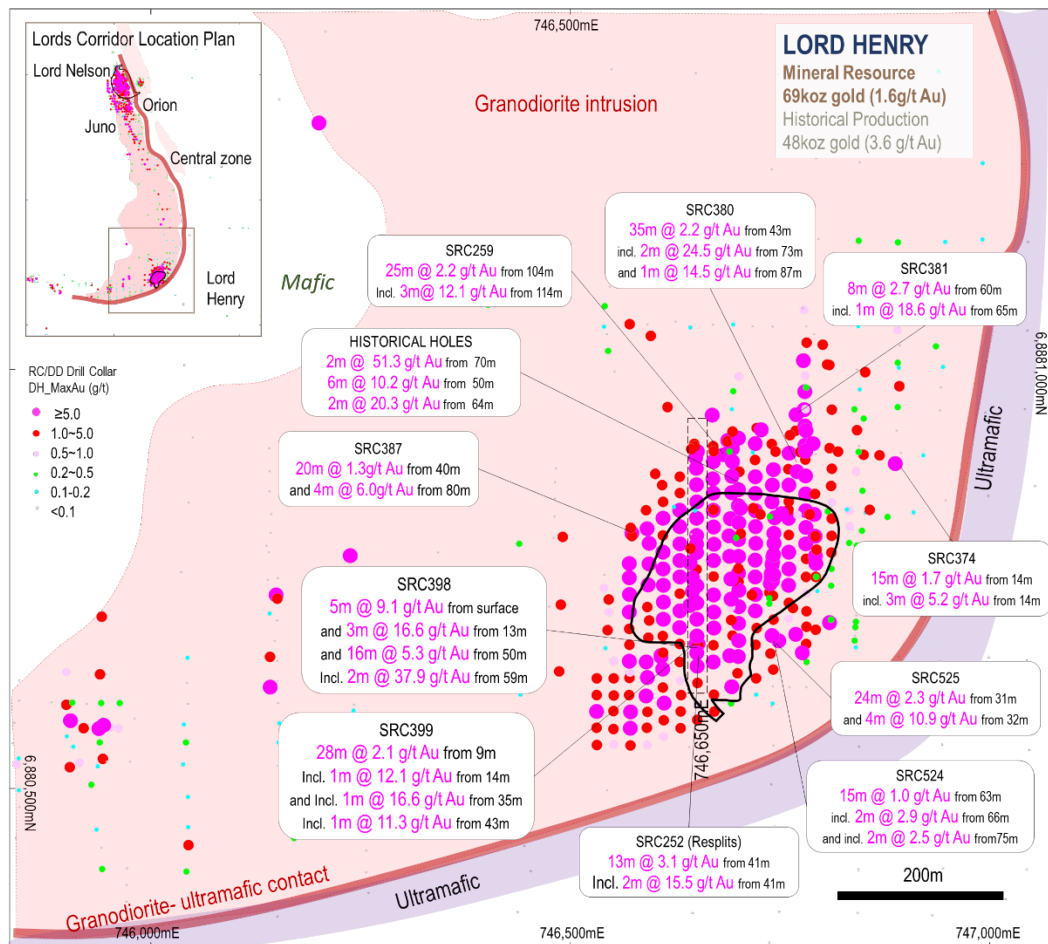 746,500mE
Lords Corridor Location Plan
Lord Nelson
Orion
Juno
Central zone
Lord
Henry
LORD HENRY
Mineral Resource
69koz gold (1.6g/t Au)
Historical Production
48koz gold (3.6 g/t Au)
Granodiorite intrusion
Mafic
SRC380
35m @ 2.2 g/t Au from 43m
incl. 2m @ 24.5 g/t Au from 73m
and 1m @ 14.5 g/t Au from 87m
SRC259
25m @ 2.2 g/t Au from 104m
Incl. 3m@ 12.1 g/t Au from 114m
SRC381
8m @ 2.7 g/t Au from 60m
incl. 1m @ 18.6 g/t Au from 65m
HISTORICAL HOLES
2m @ 51.3 g/t Au from 70m
6m @ 10.2 g/t Au from 50m
2m @ 20.3 g/t Au from 64m
6,8881,000mN
RC/DD Drill Collar
DH_MaxAu (g/t)
≥5.0
1.0~5.0
0.5~1.0
0.2~0.5
0.1-0.2
<0.1
SRC387
20m @ 1.3g/t Au from 40m
and 4m @ 6.0g/t Au from 80m
Ultramafic
SRC374
15m @ 1.7 g/t Au from 14m
incl. 3m @ 5.2 g/t Au from 14m
SRC398
5m @ 9.1 g/t Au from surface
and 3m @ 16.6 g/t Au from 13m
and 16m @ 5.3 g/t Au from 50m
Incl. 2m @ 37.9 g/t Au from 59m
SRC525
24m @ 2.3 g/t Au from 31m
and 4m @ 10.9 g/t Au from 32m
SRC399
28m @ 2.1 g/t Au from 9m
Incl. 1m @ 12.1 g/t Au from 14m
and Incl. 1m @ 16.6 g/t Au from 35m
Incl. 1m @ 11.3 g/t Au from 43m
746,650mE
6,880,500
mN
SRC524
15m @ 1.0 g/t Au from 63m
incl. 2m @ 2.9 g/t Au from 66m
and incl. 2m @ 2.5 g/t Au from75m
SRC252 (Resplits)
13m @ 3.1 g/t Au from 41m
Incl. 2m @ 15.5 g/t Au from 41m
200m
Granodiorite- ultramafic contact
Ultramafic
746,000mE
746,500mE
747,000mE